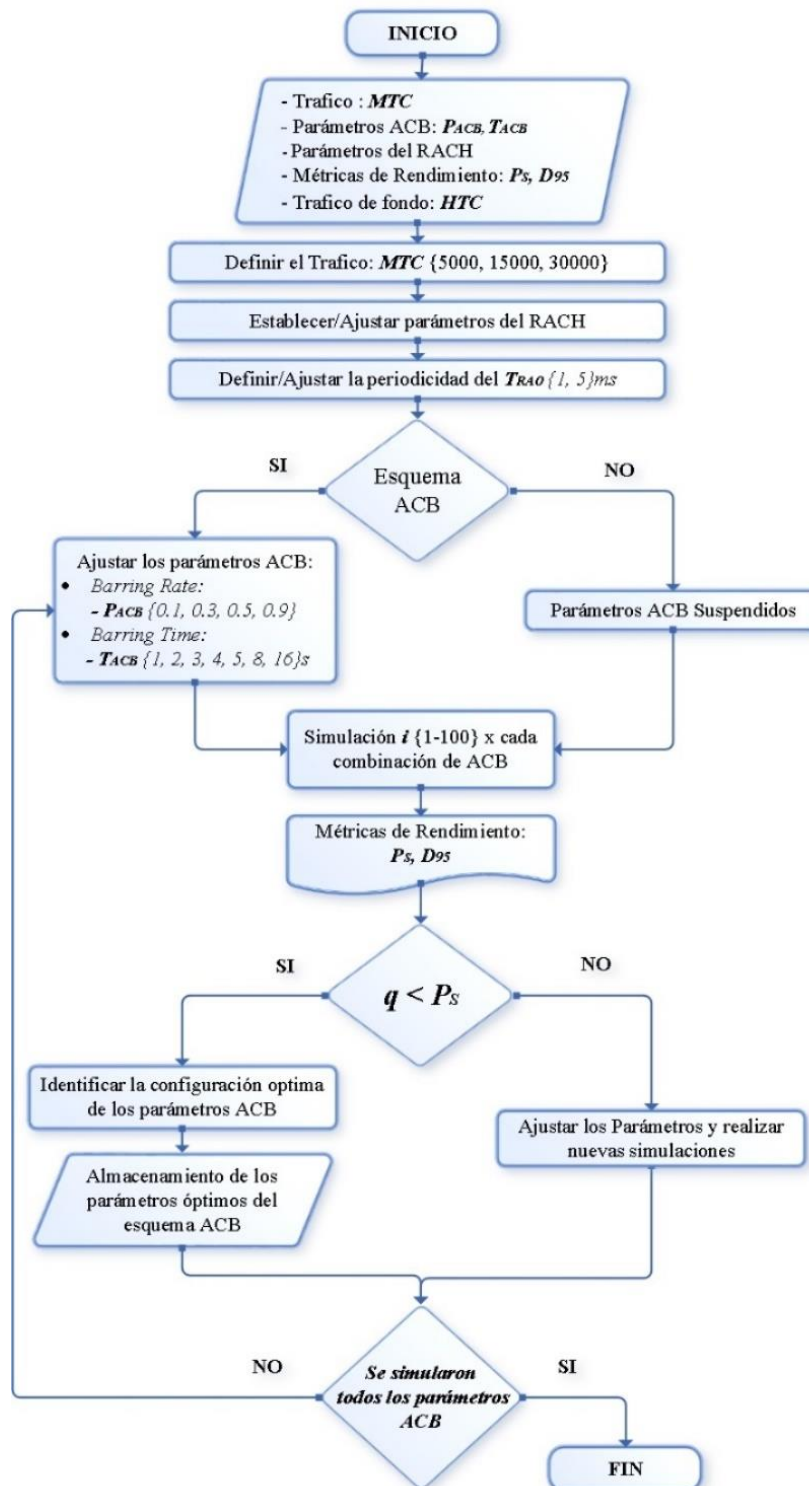 INICIO
- Trafico : MTC
- Parámetros ACB: PACB, TACB
-Parámetros del RACH
- Métricas de Rendimiento: Ps, D95
- Trafico de fondo: HTC
Definir el Trafico: MTC {5000, 15000, 30000}
Establecer/Ajustar parámetros del RACH
Definir/Ajustar la periodicidad del TRAO {1, 5}ms
SI
Esquema
ACB
NO
Ajustar los parámetros ACB:
• Barring Rate:
- PACB {0.1, 0.3, 0.5, 0.9}
• Barring Time:
- TACB {1, 2, 3, 4, 5, 8, 16}s
Parámetros ACB Suspendidos
Simulación i {1-100} x cada
combinación de ACB
Métricas de Rendimiento:
Ps, D95
SI
q < Ps
NO
Identificar la configuración optima
de los parámetros ACB
Ajustar los Parámetros y realizar
nuevas simulaciones
Almacenamiento de los
parámetros óptimos del
esquema ACB
NO
Se simularon
todos los parámetros
ACB
SI
FIN